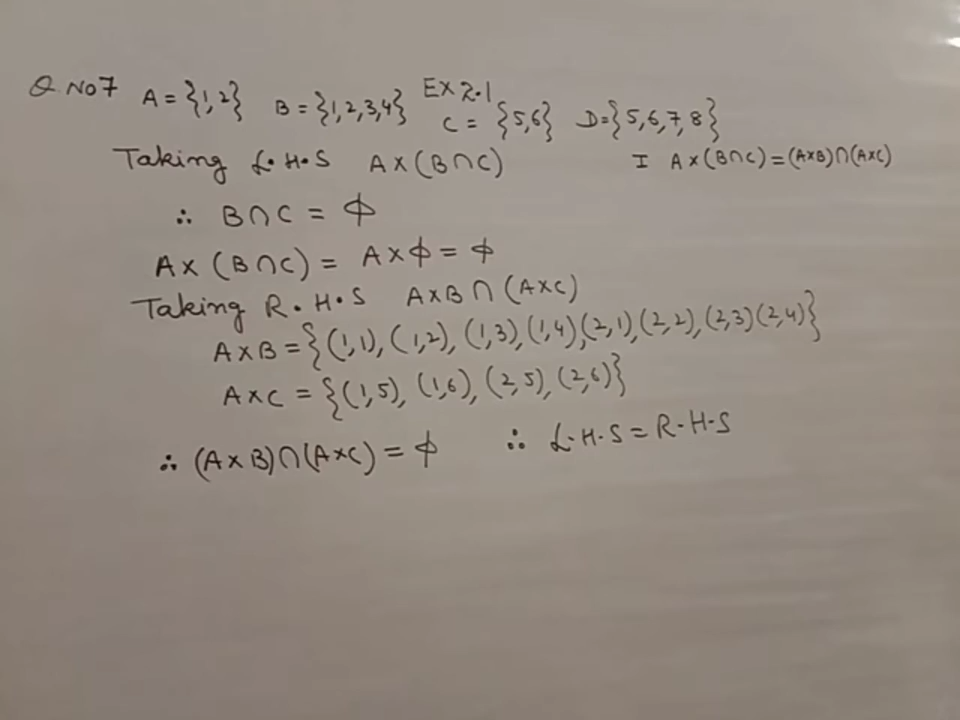 Q No 7 A = {1,2} B = {1,2,3,4} EX 2.1 C = {5,6} D={5,6,7,8}
Taking L.H.S A×(B∩C) I A×(B∩C)=(A×B)∩(A×C)
∴ B∩C = ϕ
A×(B∩C) = A×ϕ = ϕ
Taking R.H.S A×B∩(A×C)
A×B = {(1,1), (1,2), (1,3), (1,4), (2,1), (2,2), (2,3) (2,4)}
A×C = {(1,5), (1,6), (2,5), (2,6)}
∴ (A×B)∩(A×C) = ϕ ∴ L.H.S = R.H.S